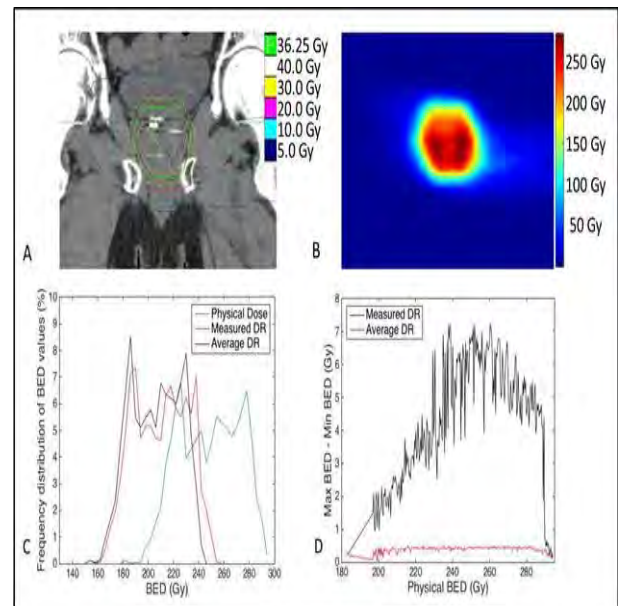 36.25 Gy
40.0 Gy
30.0 Gy
20.0 Gy
10.0 Gy
5.0 Gy
A
250 Gy
200 Gy
150 Gy
100 Gy
50 Gy
B
Frequency distribution of BED values (%)
10
9
8
7
6
5
4
3
2
1
0
Physical Dose
Measured DR
Average DR
140 160 180 200 220 240 260 280 300
BED (Gy)
C
Max BED - Min BED (Gy)
8
7
6
5
4
3
2
1
0
Measured DR
Average DR
180 200 220 240 260 280
Physical BED (Gy)
D